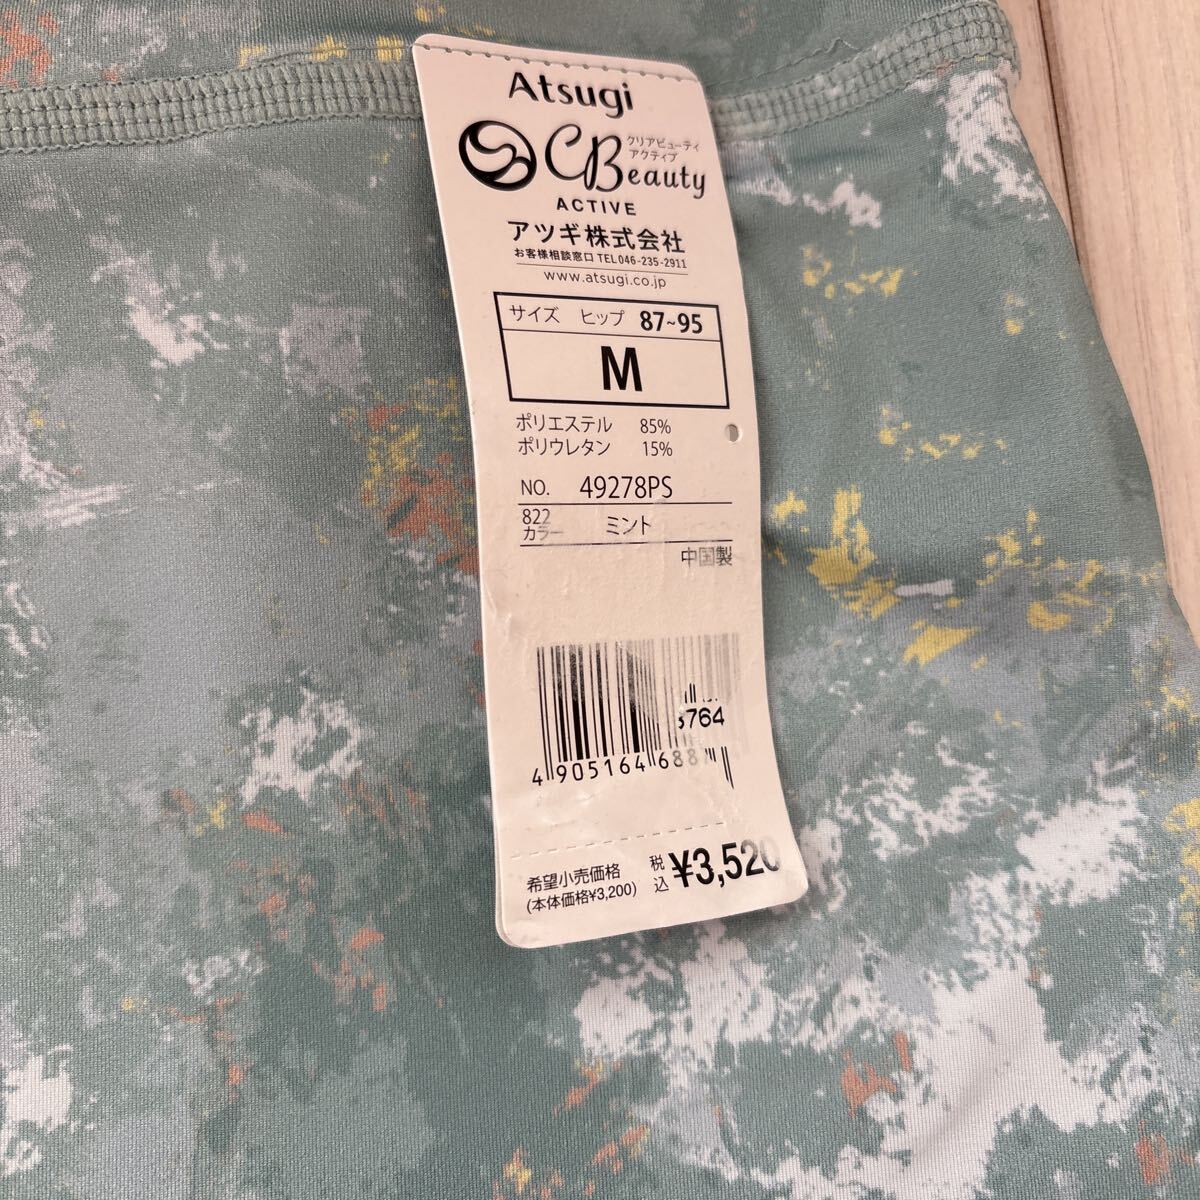 Atsugi
CBeauty
クリアビューティ
アクティブ
ACTIVE
アツギ株式会社
お客様相談窓口 TEL046-235-2911
www.atsugi.co.jp
サイズ ヒップ 87~95
M
ポリエステル 85%
ポリウレタン 15%
NO. 49278PS
822
カラー ミント
中国製
764
4 905164 688
希望小売価格 税込 ¥3,520
(本体価格¥3,200)